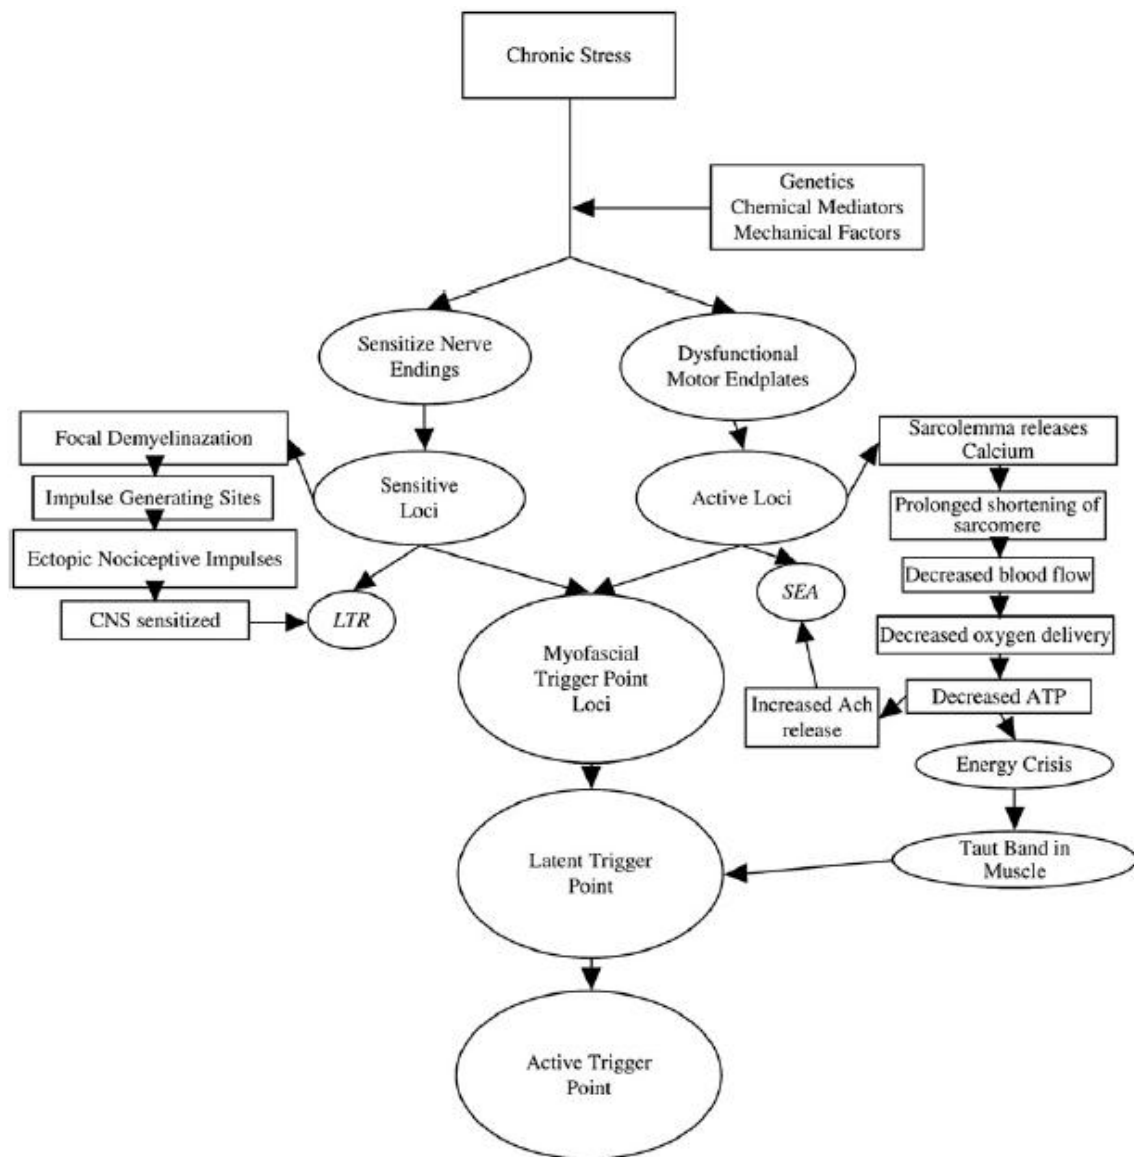 Chronic Stress
Genetics
Chemical Mediators
Mechanical Factors
Sensitize Nerve
Endings
Dysfunctional
Motor Endplates
Focal Demyelinazation
Impulse Generating Sites
Ectopic Nociceptive Impulses
CNS sensitized
Sensitive
Loci
LTR
Active Loci
SEA
Sarcolemma releases
Calcium
Prolonged shortening of
sarcomere
Decreased blood flow
Decreased oxygen delivery
Decreased ATP
Increased Ach
release
Energy Crisis
Taut Band in
Muscle
Myofascial
Trigger Point
Loci
Latent Trigger
Point
Active Trigger
Point